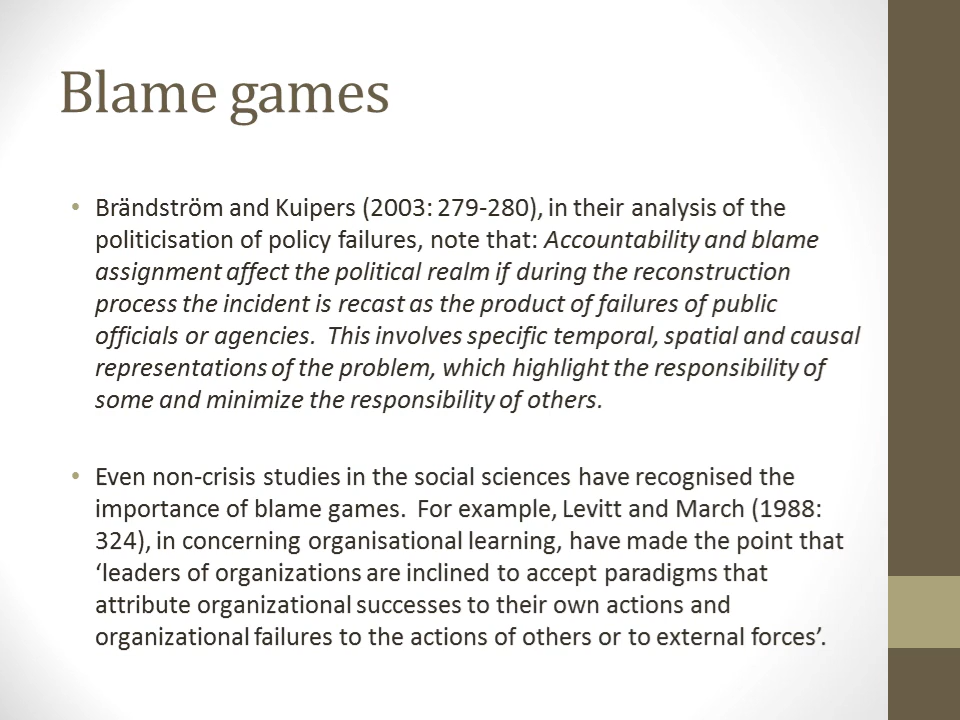 Blame games
• Brändström and Kuipers (2003: 279-280), in their analysis of the
politicisation of policy failures, note that: Accountability and blame
assignment affect the political realm if during the reconstruction
process the incident is recast as the product of failures of public
officials or agencies.  This involves specific temporal, spatial and causal
representations of the problem, which highlight the responsibility of
some and minimize the responsibility of others.
• Even non-crisis studies in the social sciences have recognised the
importance of blame games.  For example, Levitt and March (1988:
324), in concerning organisational learning, have made the point that
‘leaders of organizations are inclined to accept paradigms that
attribute organizational successes to their own actions and
organizational failures to the actions of others or to external forces’.